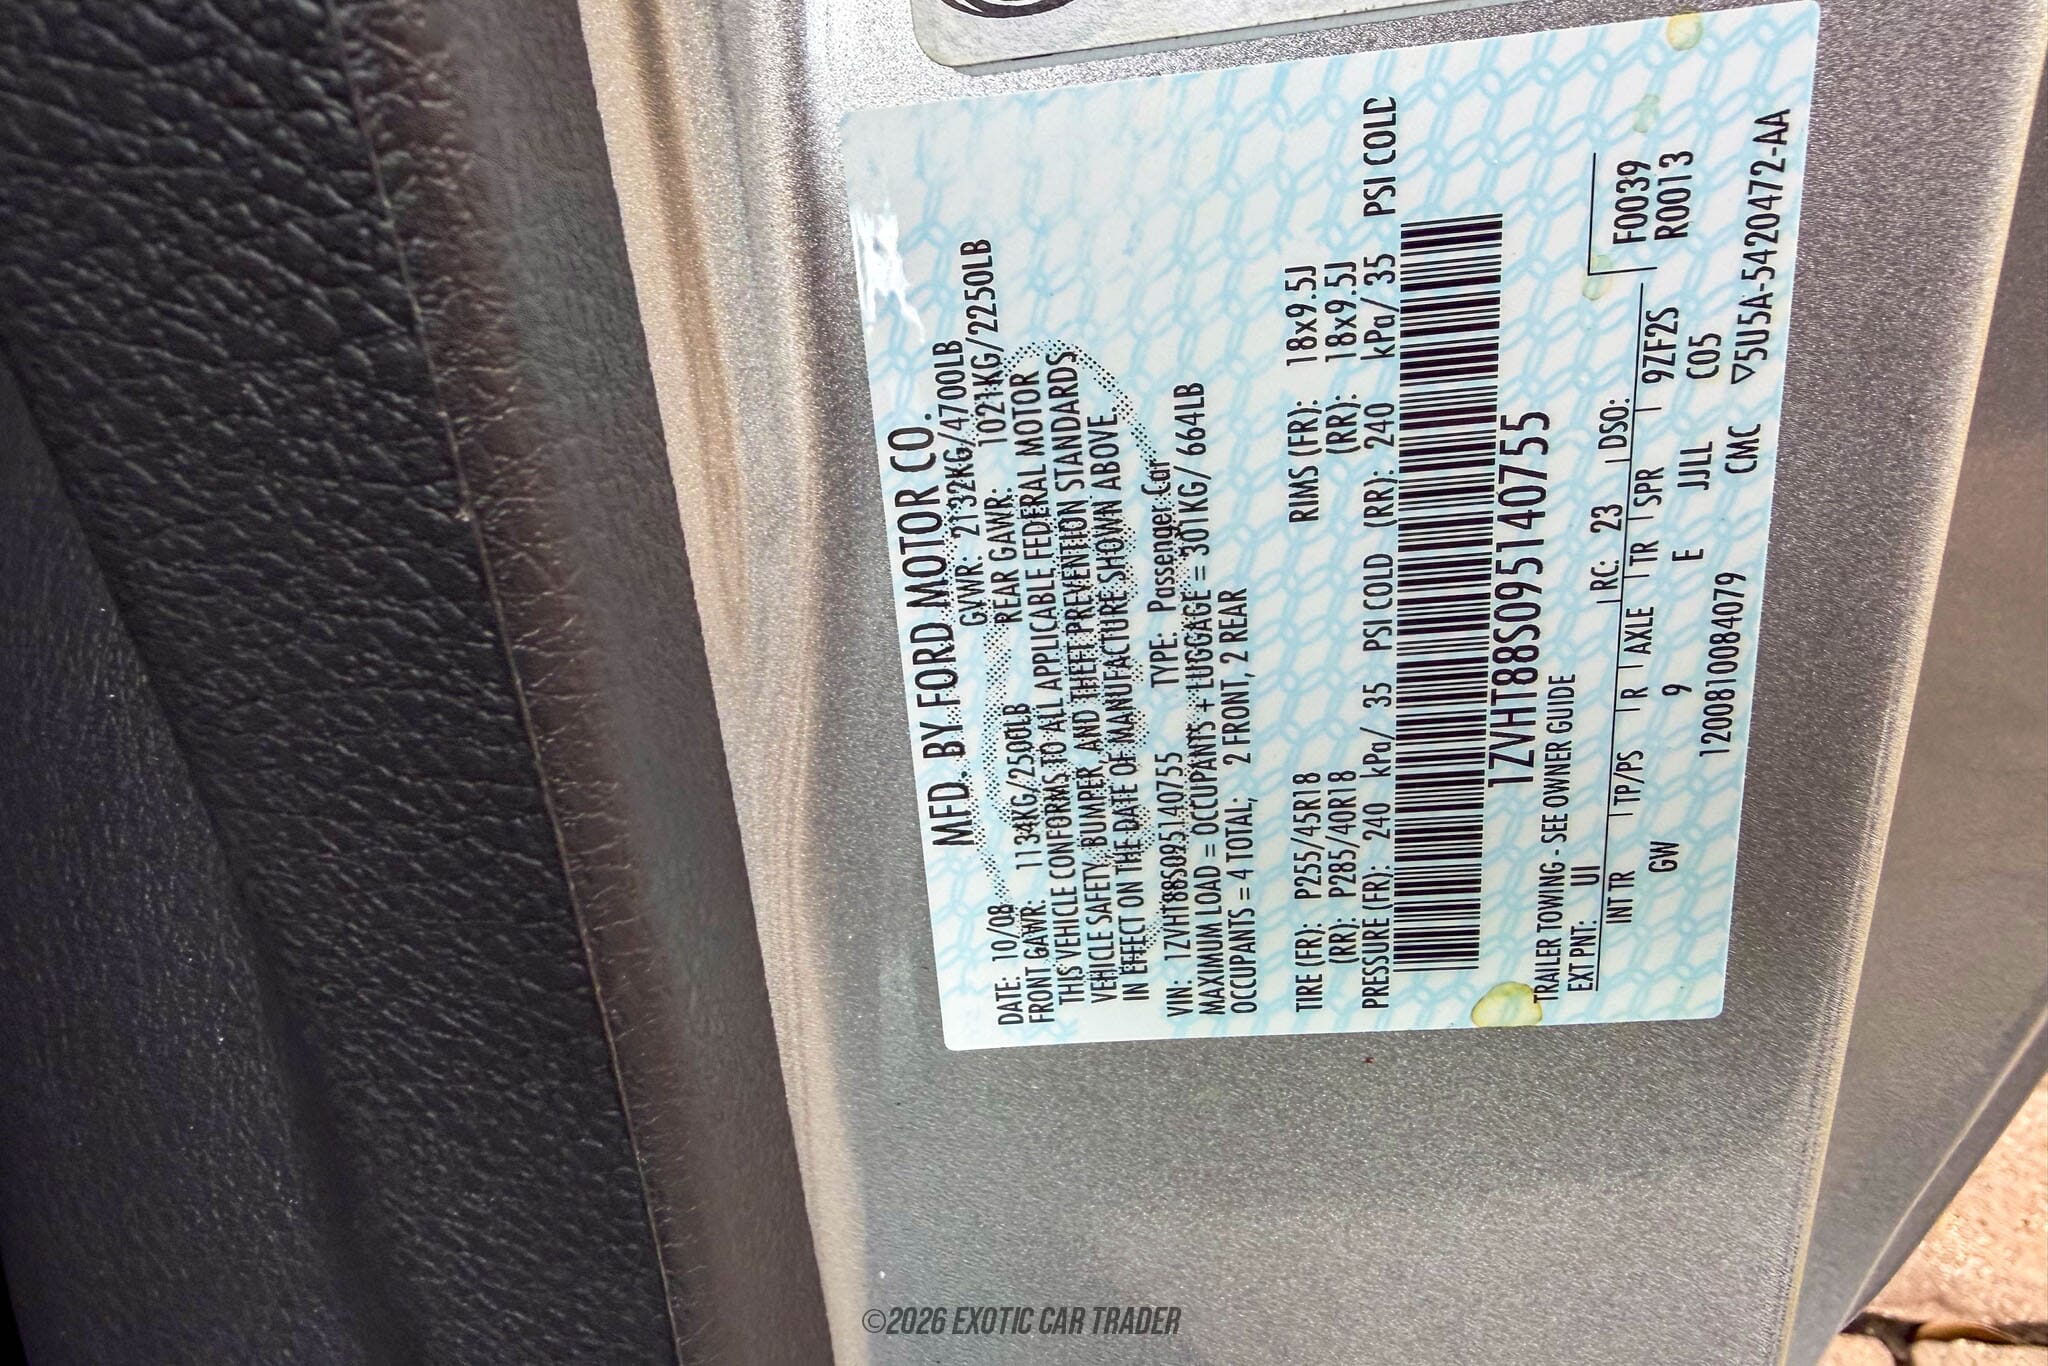 MFD. BY FORD MOTOR CO.
DATE: 10/08 GVWR: 2132KG/4700LB
FRONT GAWR: 1134KG/2500LB REAR GAWR: 1021KG/2250LB
THIS VEHICLE CONFORMS TO ALL APPLICABLE FEDERAL MOTOR
VEHICLE SAFETY, BUMPER, AND THEFT PREVENTION STANDARDS
IN EFFECT ON THE DATE OF MANUFACTURE SHOWN ABOVE.
VIN: 1ZVHT88S095140755 TYPE: Passenger Car
MAXIMUM LOAD = OCCUPANTS + LUGGAGE = 301KG/664LB
OCCUPANTS = 4 TOTAL; 2 FRONT, 2 REAR
TIRE (FR): P255/45R18 RIMS (FR): 18x9.5J
(RR): P285/40R18 (RR): 18x9.5J
PRESSURE (FR): 240 kPa/ 35 PSI COLD (RR): 240 kPa/ 35 PSI COLD
1ZVHT88S095140755
TRAILER TOWING - SEE OWNER GUIDE
EXT PNT: UI RC: 23 DSO: F0039
INT TR TP/PS R AXLE TR SPR 9ZF2S R0013
GW 9 E JJLL C05
1200810084079 CMC ▽5U5A-5420472-AA
©2026 EXOTIC CAR TRADER